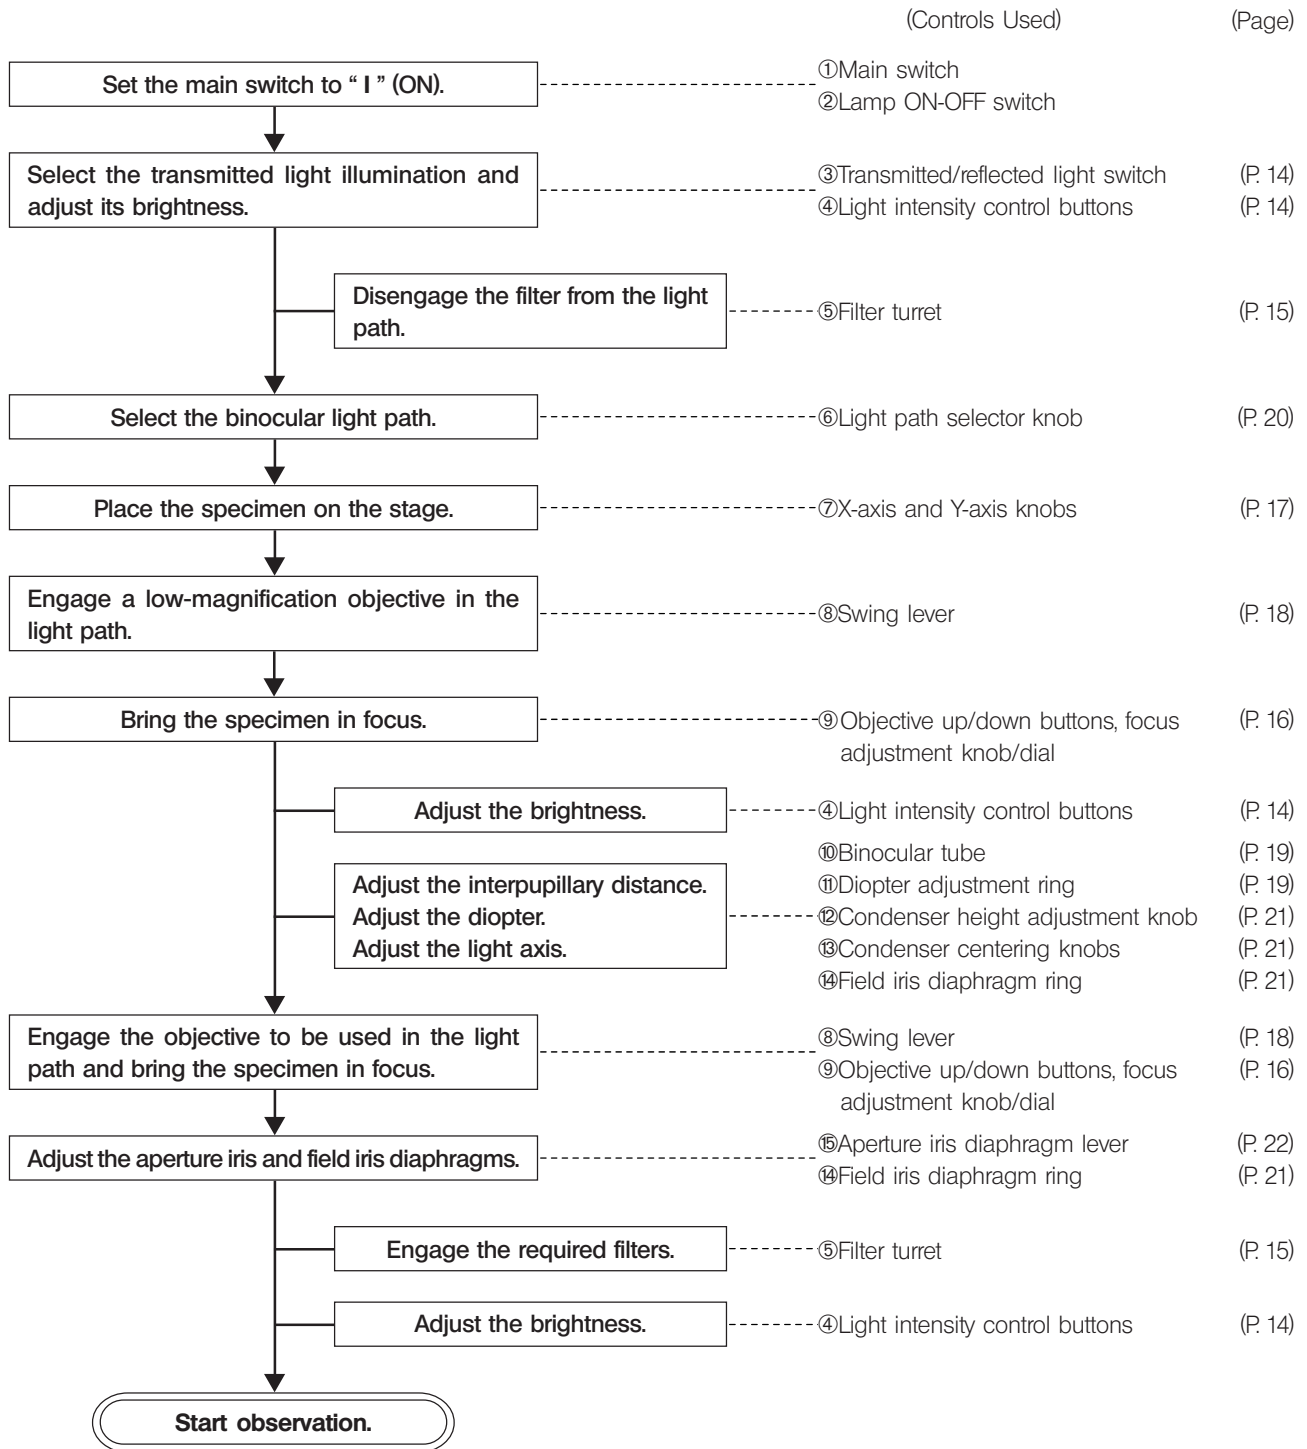 (Controls Used) (Page)
Set the main switch to “ I ” (ON). ①Main switch
②Lamp ON-OFF switch
Select the transmitted light illumination and ③Transmitted/reflected light switch (P. 14)
adjust its brightness. ④Light intensity control buttons (P. 14)
Disengage the filter from the light
path. ⑤Filter turret (P. 15)
Select the binocular light path. ⑥Light path selector knob (P. 20)
Place the specimen on the stage. ⑦X-axis and Y-axis knobs (P. 17)
Engage a low-magnification objective in the
light path. ⑧Swing lever (P. 18)
Bring the specimen in focus. ⑨Objective up/down buttons, focus (P. 16)
adjustment knob/dial
Adjust the brightness. ④Light intensity control buttons (P. 14)
⑩Binocular tube (P. 19)
Adjust the interpupillary distance. ⑪Diopter adjustment ring (P. 19)
Adjust the diopter. ⑫Condenser height adjustment knob (P. 21)
Adjust the light axis. ⑬Condenser centering knobs (P. 21)
⑭Field iris diaphragm ring (P. 21)
Engage the objective to be used in the light ⑧Swing lever (P. 18)
path and bring the specimen in focus. ⑨Objective up/down buttons, focus (P. 16)
adjustment knob/dial
Adjust the aperture iris and field iris diaphragms. ⑮Aperture iris diaphragm lever (P. 22)
⑭Field iris diaphragm ring (P. 21)
Engage the required filters. ⑤Filter turret (P. 15)
Adjust the brightness. ④Light intensity control buttons (P. 14)
Start observation.